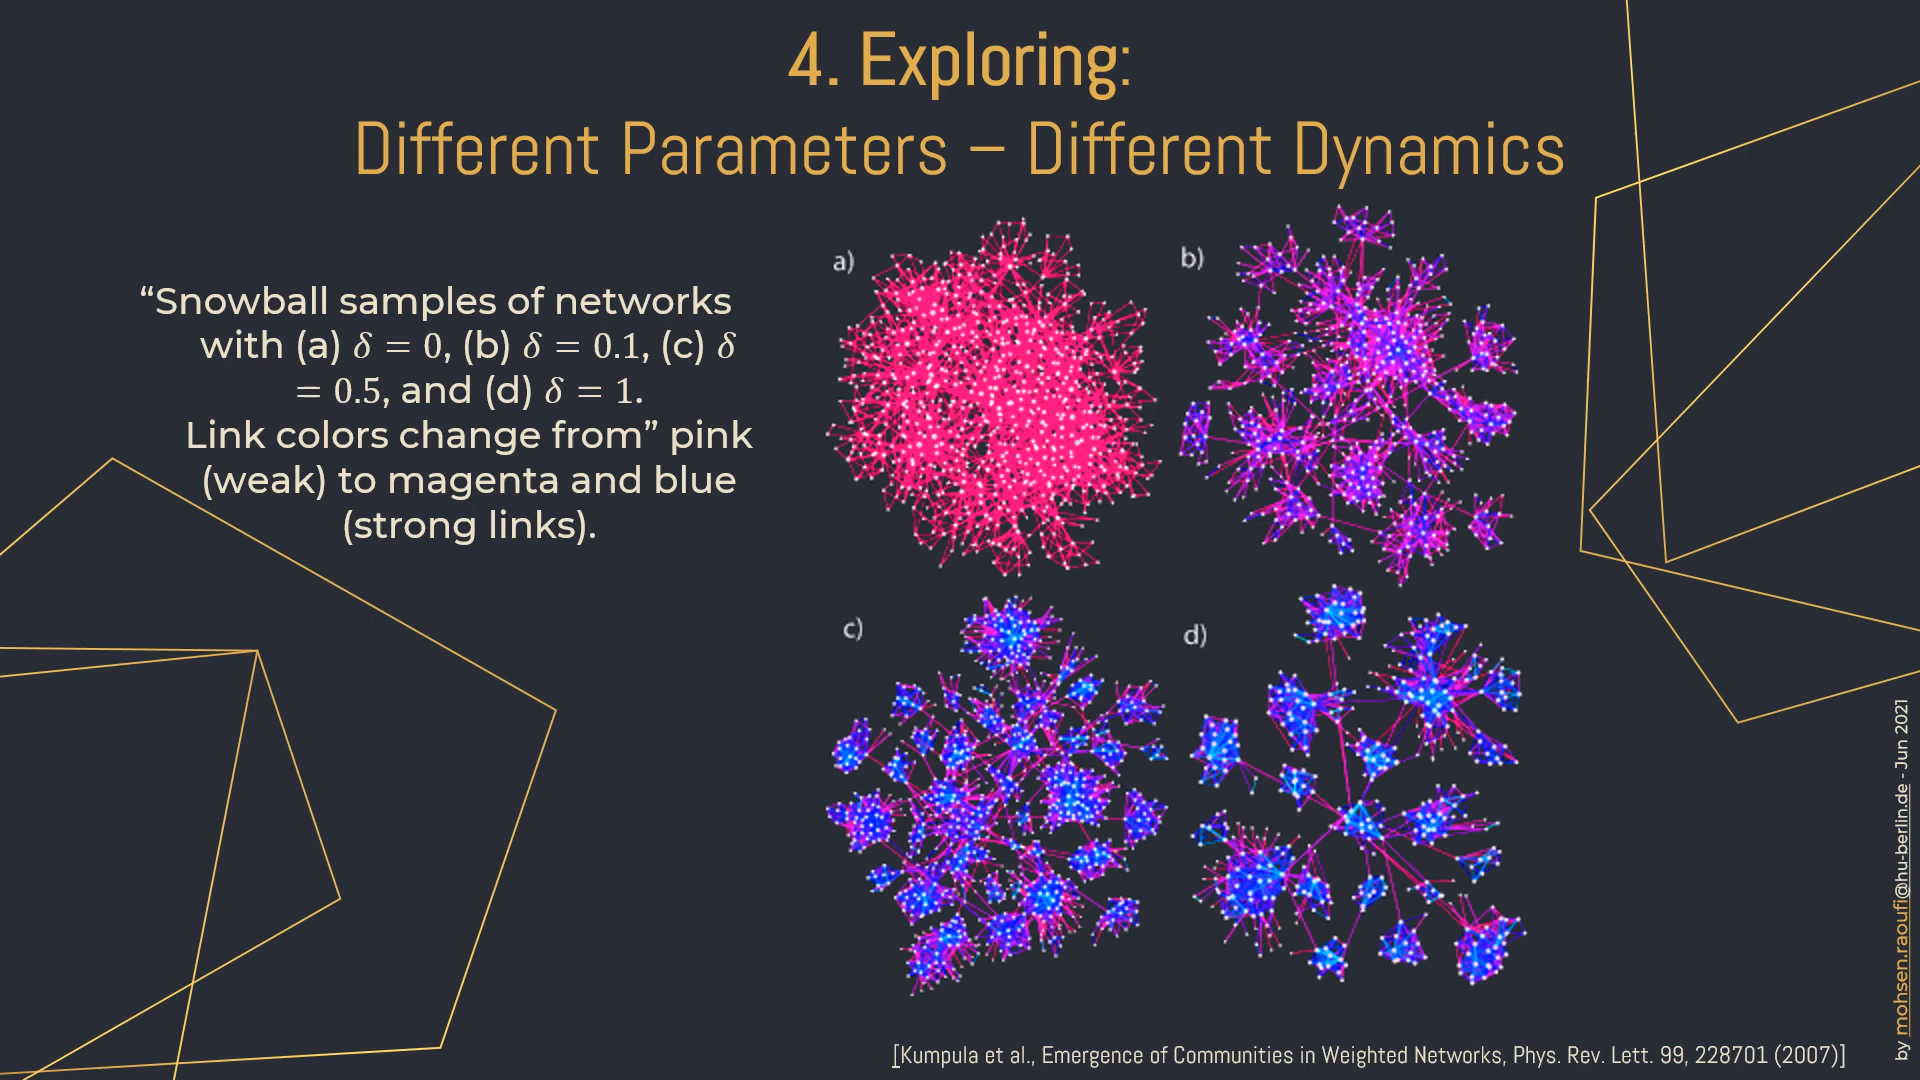 4. Exploring:
Different Parameters – Different Dynamics
“Snowball samples of networks
with (a) δ = 0, (b) δ = 0.1, (c) δ
= 0.5, and (d) δ = 1.
Link colors change from” pink
(weak) to magenta and blue
(strong links).
a)
b)
c)
d)
[Kumpula et al., Emergence of Communities in Weighted Networks, Phys. Rev. Lett. 99, 228701 (2007)]
by mohsen.raoufi@hu-berlin.de - Jun 2021